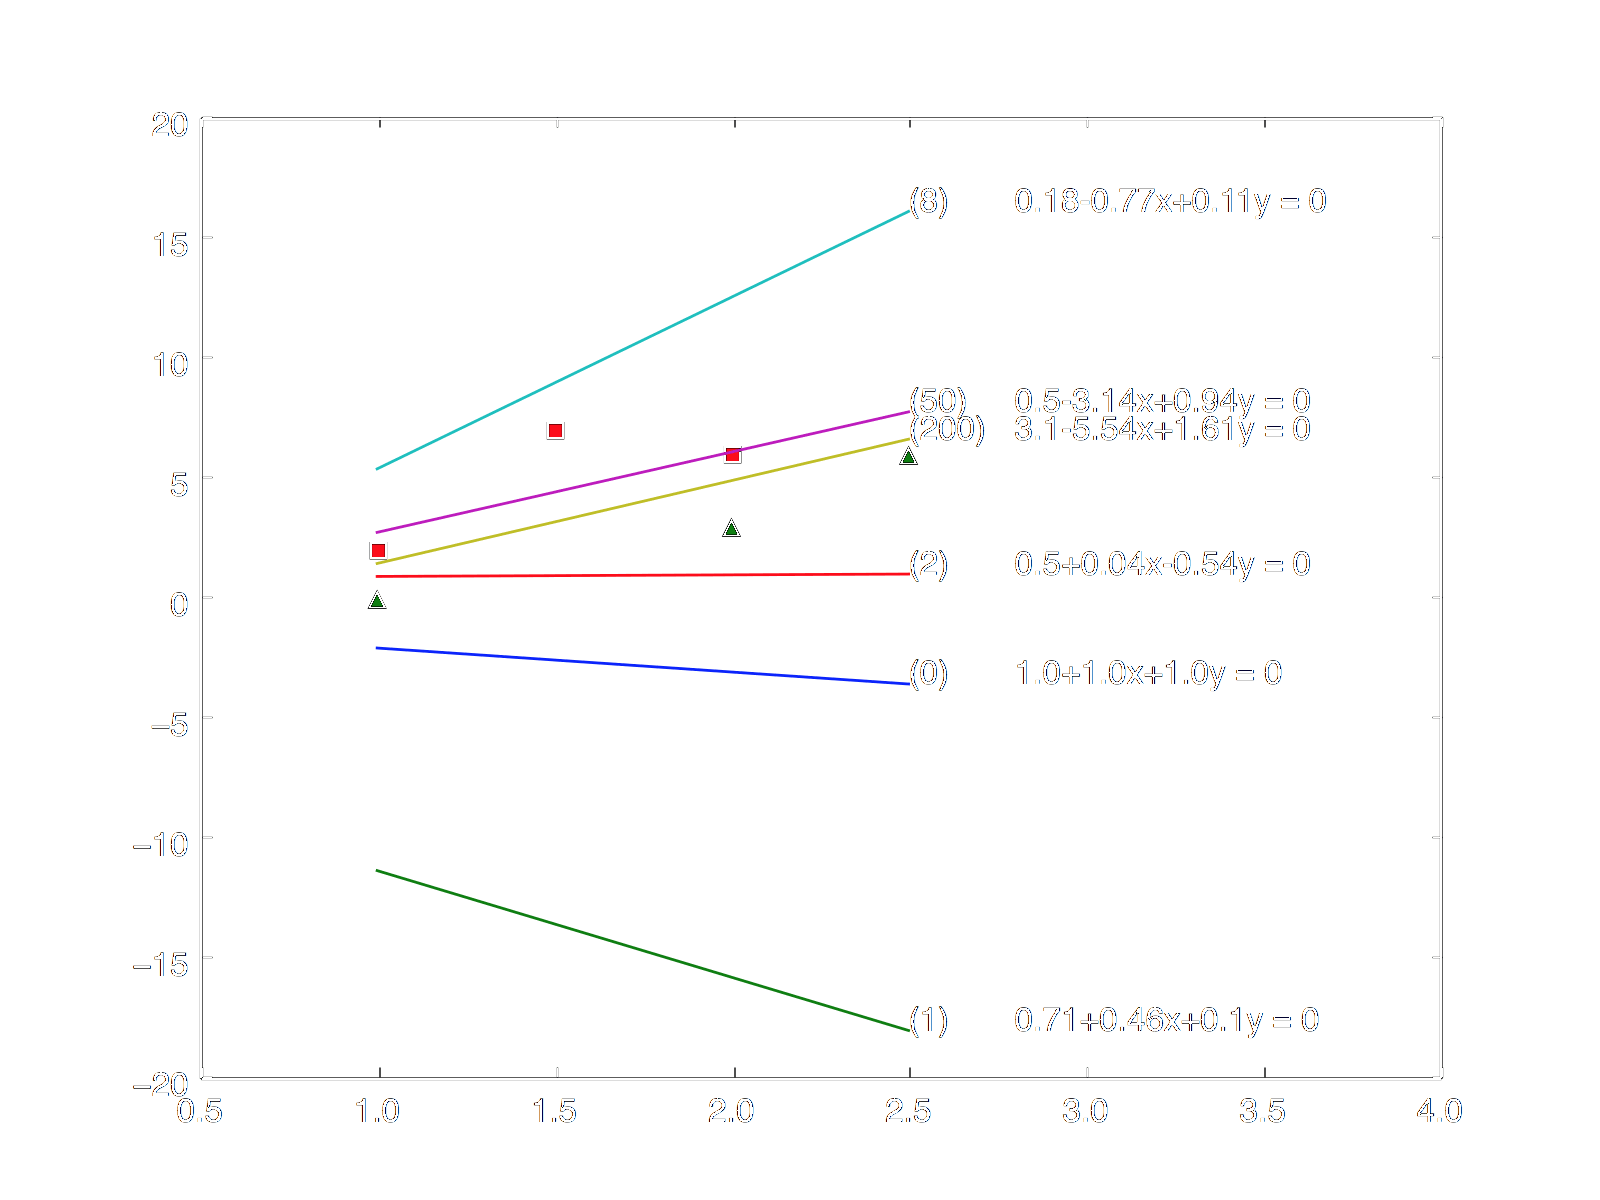 20
(8) 0.18-0.77x+0.11y = 0
15
10
(50) 0.5-3.14x+0.94y = 0
(200) 3.1-5.54x+1.61y = 0
5
(2) 0.5+0.04x-0.54y = 0
0
(0) 1.0+1.0x+1.0y = 0
−5
−10
−15
(1) 0.71+0.46x+0.1y = 0
−20
0.5 1.0 1.5 2.0 2.5 3.0 3.5 4.0